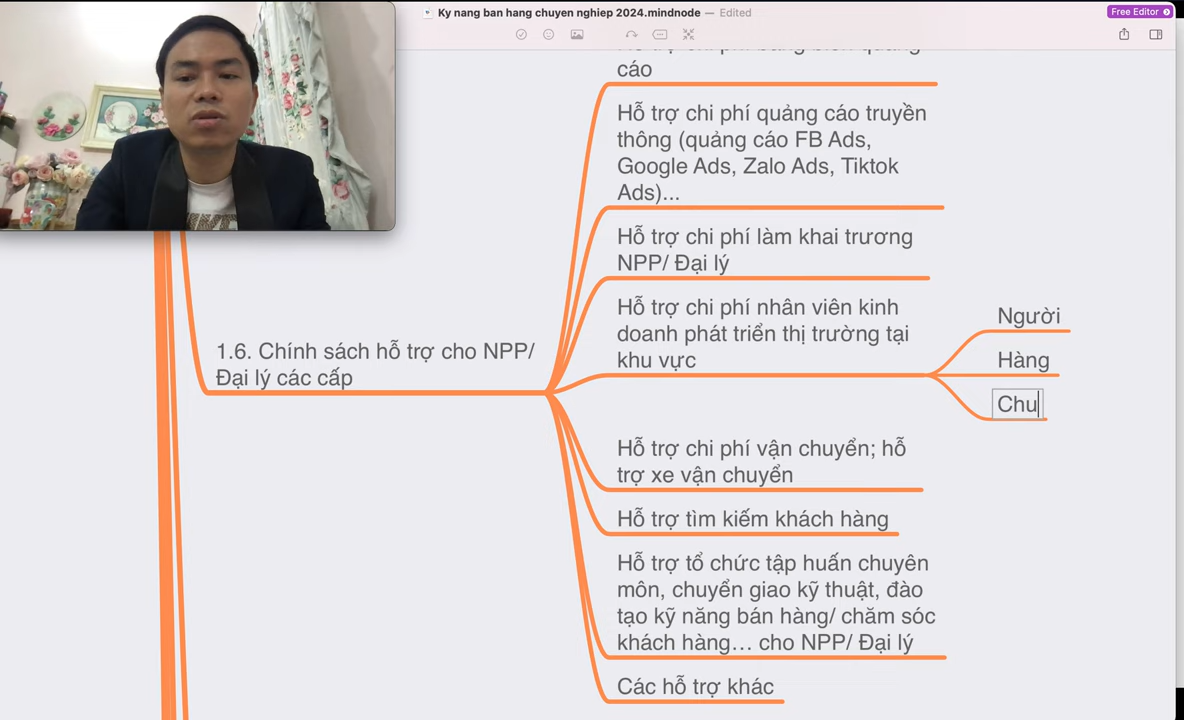 Ky nang ban hang chuyen nghiep 2024.mindnode — Edited
Free Editor
cáo
Hỗ trợ chi phí quảng cáo truyền
thông (quảng cáo FB Ads,
Google Ads, Zalo Ads, Tiktok
Ads)...
Hỗ trợ chi phí làm khai trương
NPP/ Đại lý
Hỗ trợ chi phí nhân viên kinh
doanh phát triển thị trường tại
khu vực
Người
Hàng
Chu
1.6. Chính sách hỗ trợ cho NPP/
Đại lý các cấp
Hỗ trợ chi phí vận chuyển; hỗ
trợ xe vận chuyển
Hỗ trợ tìm kiếm khách hàng
Hỗ trợ tổ chức tập huấn chuyên
môn, chuyển giao kỹ thuật, đào
tạo kỹ năng bán hàng/ chăm sóc
khách hàng… cho NPP/ Đại lý
Các hỗ trợ khác